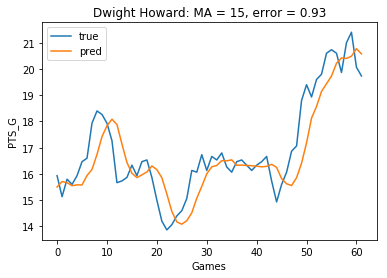 Dwight Howard: MA = 15, error = 0.93
true
pred
PTS_G
21
20
19
18
17
16
15
14
0 10 20 30 40 50 60
Games